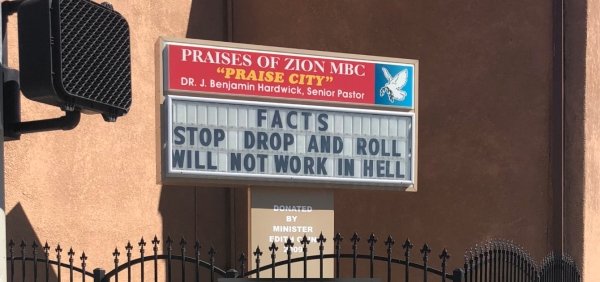 PRAISES OF ZION MBC
"PRAISE CITY"
DR. J. Benjamin Hardwick, Senior Pastor
FACTS
STOP DROP AND ROLL
WILL NOT WORK IN HELL
DONATED
BY
MINISTER
EDITH